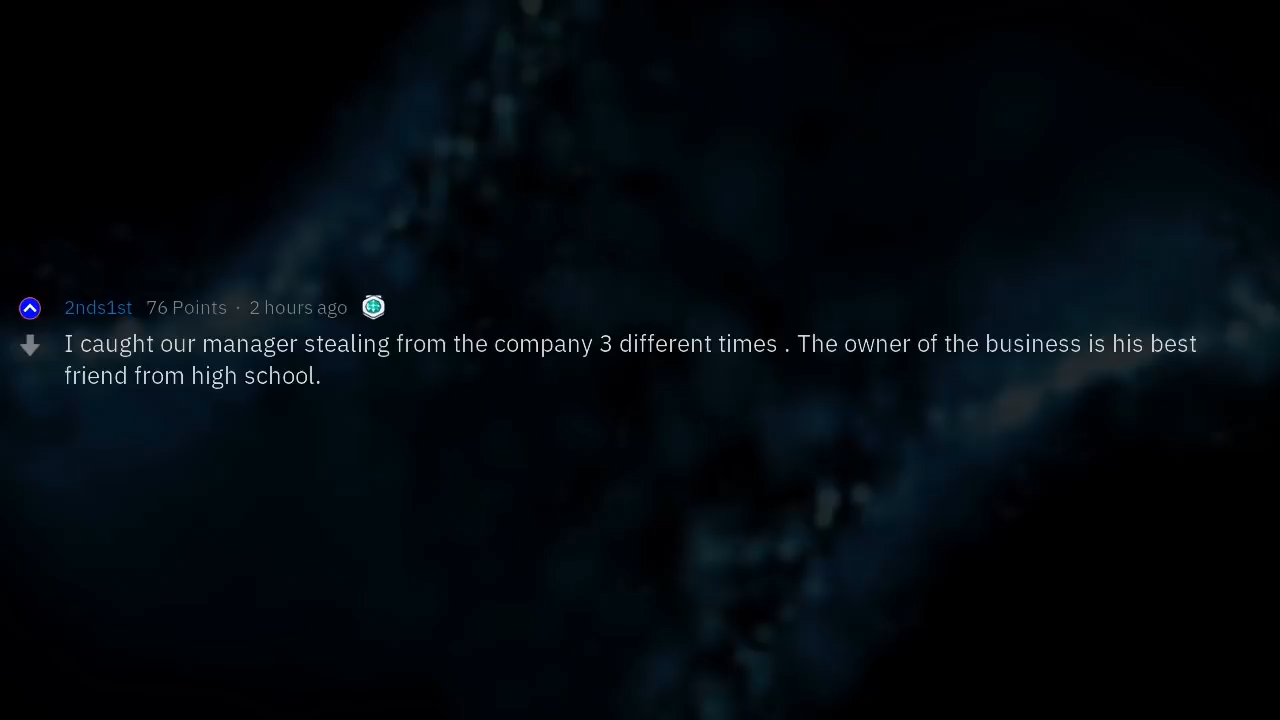 2nds1st 76 Points · 2 hours ago
I caught our manager stealing from the company 3 different times . The owner of the business is his best
friend from high school.